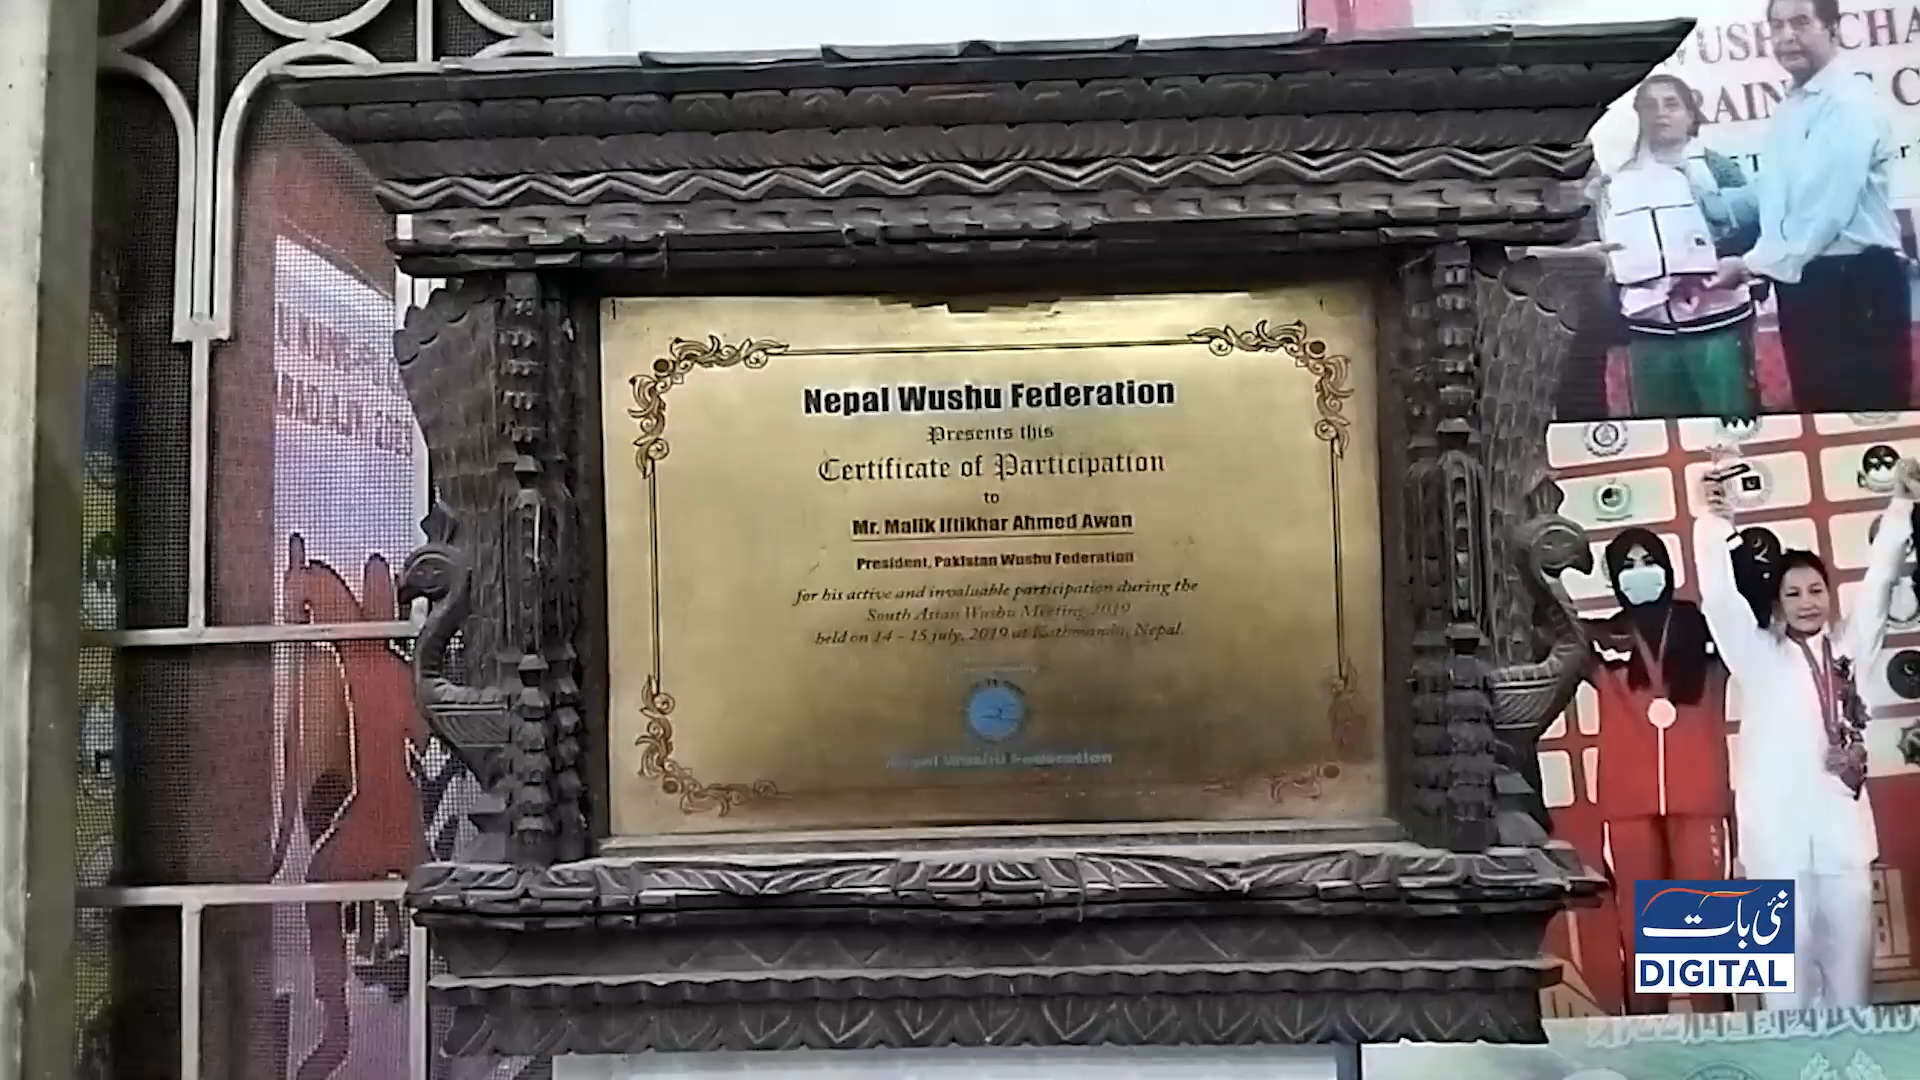 Nepal Wushu Federation
Presents this
Certificate of Participation
to
Mr. Malik Iftikhar Ahmed Awan
President, Pakistan Wushu Federation
for his active and invaluable participation during the
South Asian Wushu Meeting 2019
held on 14 - 15 july, 2019 at Kathmandu, Nepal.
Nepal Wushu Federation
WUSHU CHA
نئی بات
DIGITAL